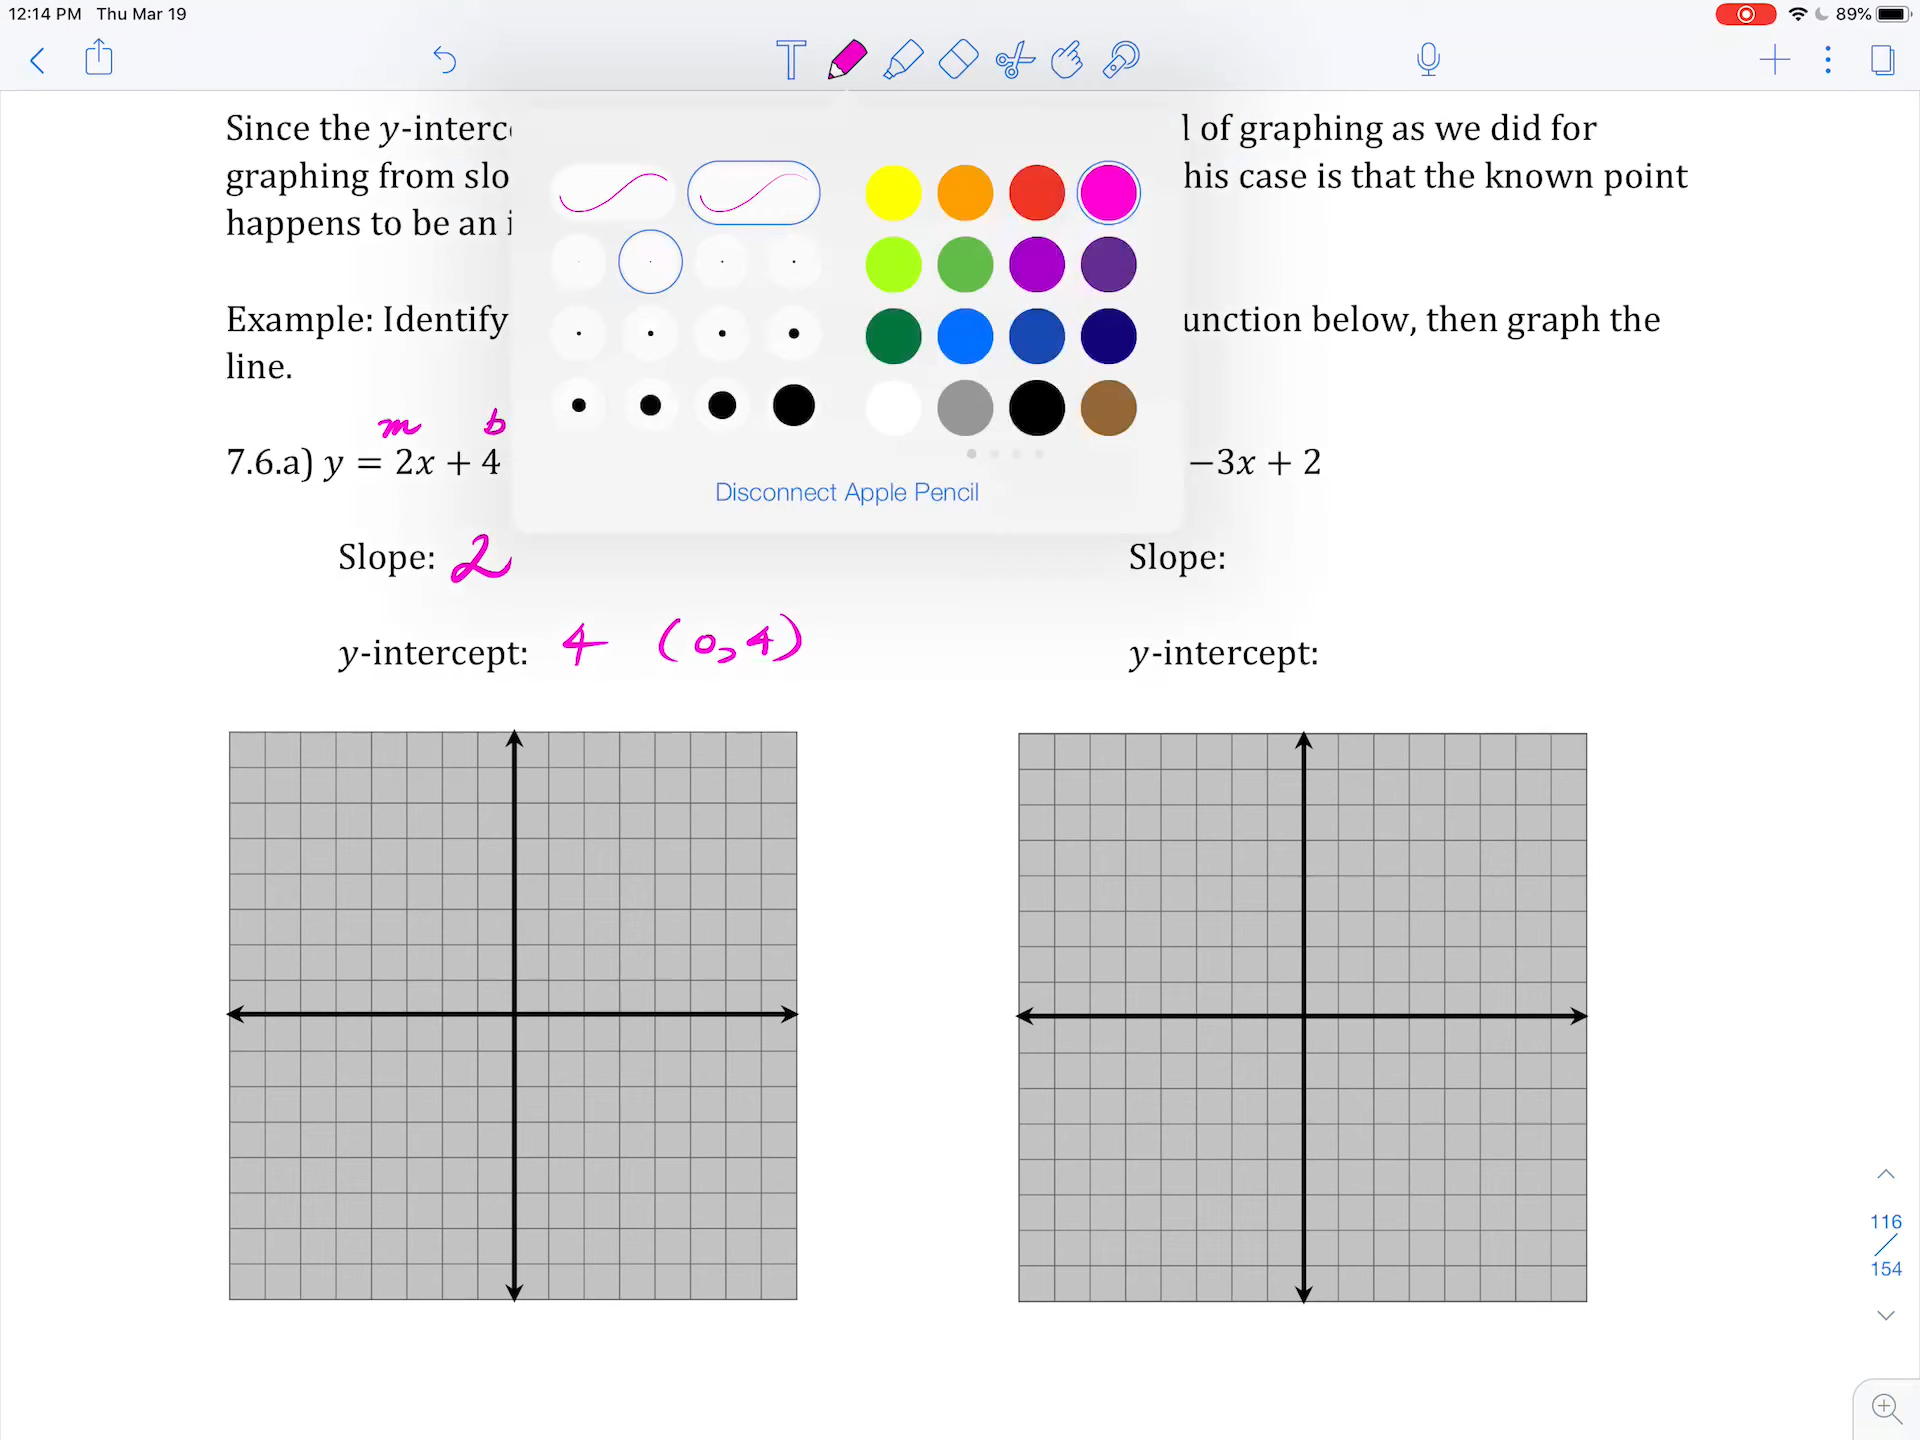 12:14 PM Thu Mar 19 89%
Since the y-interc l of graphing as we did for
graphing from slo his case is that the known point
happens to be an i
Example: Identify unction below, then graph the
line.
m b
7.6.a) y = 2x + 4 −3x + 2
Disconnect Apple Pencil
Slope: 2 Slope:
y-intercept: 4 (0,4) y-intercept:
116
154